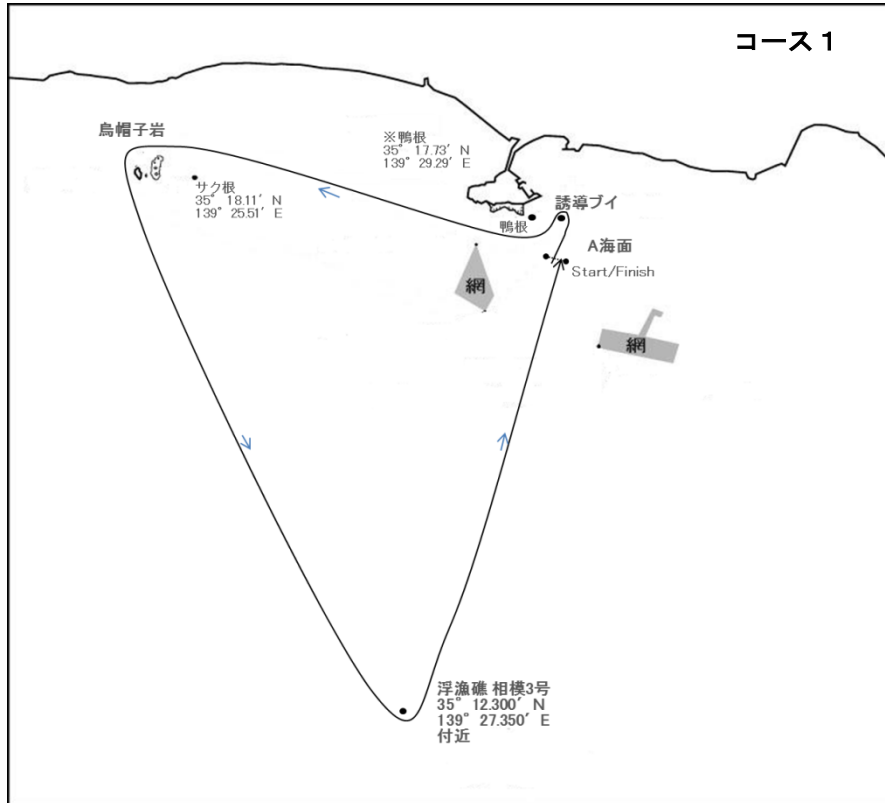 コース 1
烏帽子岩
※鴨根
35° 17.73′ N
139° 29.29′ E
サク根
35° 18.11′ N
139° 25.51′ E
誘導ブイ
鴨根
A海面
Start/Finish
網
網
浮漁礁 相模3号
35° 12.300′ N
139° 27.350′ E
付近